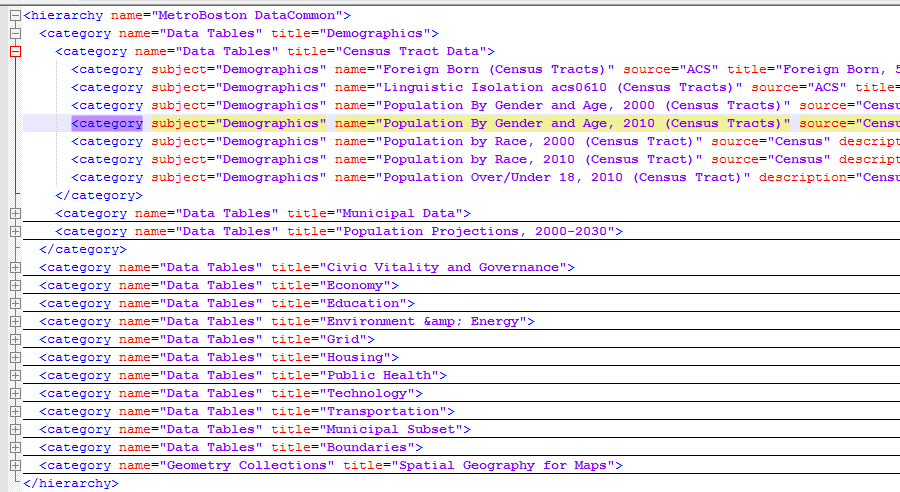 <hierarchy name="MetroBoston DataCommon">
<category name="Data Tables" title="Demographics">
<category name="Data Tables" title="Census Tract Data">
<category subject="Demographics" name="Foreign Born (Census Tracts)" source="ACS" title="Foreign Born, 5
<category subject="Demographics" name="Linguistic Isolation acs0610 (Census Tracts)" source="ACS" title=
<category subject="Demographics" name="Population By Gender and Age, 2000 (Census Tracts)" source="Censu
<category subject="Demographics" name="Population By Gender and Age, 2010 (Census Tracts)" source="Censu
<category subject="Demographics" name="Population by Race, 2000 (Census Tract)" source="Census" descript
<category subject="Demographics" name="Population by Race, 2010 (Census Tract)" source="Census" descript
<category subject="Demographics" name="Population Over/Under 18, 2010 (Census Tract)" description="Censu
</category>
<category name="Data Tables" title="Municipal Data">
<category name="Data Tables" title="Population Projections, 2000-2030">
</category>
<category name="Data Tables" title="Civic Vitality and Governance">
<category name="Data Tables" title="Economy">
<category name="Data Tables" title="Education">
<category name="Data Tables" title="Environment &amp; Energy">
<category name="Data Tables" title="Grid">
<category name="Data Tables" title="Housing">
<category name="Data Tables" title="Public Health">
<category name="Data Tables" title="Technology">
<category name="Data Tables" title="Transportation">
<category name="Data Tables" title="Municipal Subset">
<category name="Data Tables" title="Boundaries">
<category name="Geometry Collections" title="Spatial Geography for Maps">
</hierarchy>